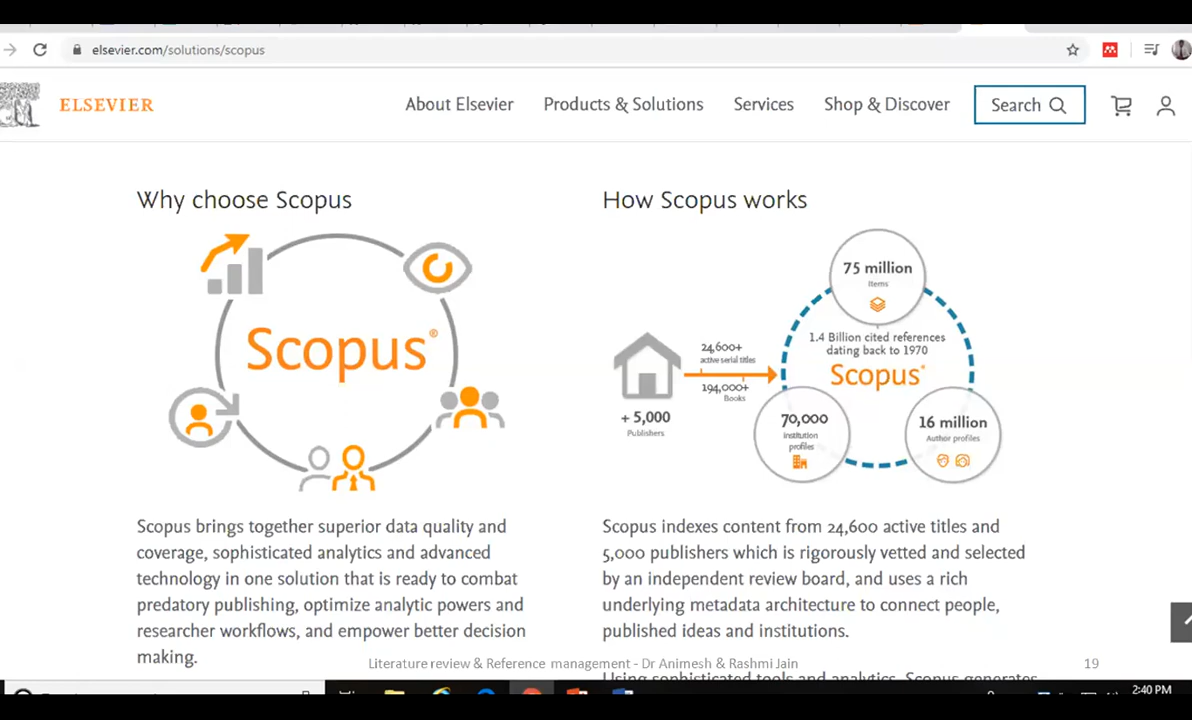 elsevier.com/solutions/scopus
ELSEVIER
About Elsevier
Products & Solutions
Services
Shop & Discover
Search
Why choose Scopus
Scopus®
Scopus brings together superior data quality and
coverage, sophisticated analytics and advanced
technology in one solution that is ready to combat
predatory publishing, optimize analytic powers and
researcher workflows, and empower better decision
making.
How Scopus works
75 million
Items
1.4 Billion cited references
dating back to 1970
Scopus®
24,600+
active serial titles
194,000+
Books
+ 5,000
Publishers
70,000
Institution
profiles
16 million
Author profiles
Scopus indexes content from 24,600 active titles and
5,000 publishers which is rigorously vetted and selected
by an independent review board, and uses a rich
underlying metadata architecture to connect people,
published ideas and institutions.
Using sophisticated tools and analytics, Scopus generates
Literature review & Reference management - Dr Animesh & Rashmi Jain
19
2:40 PM